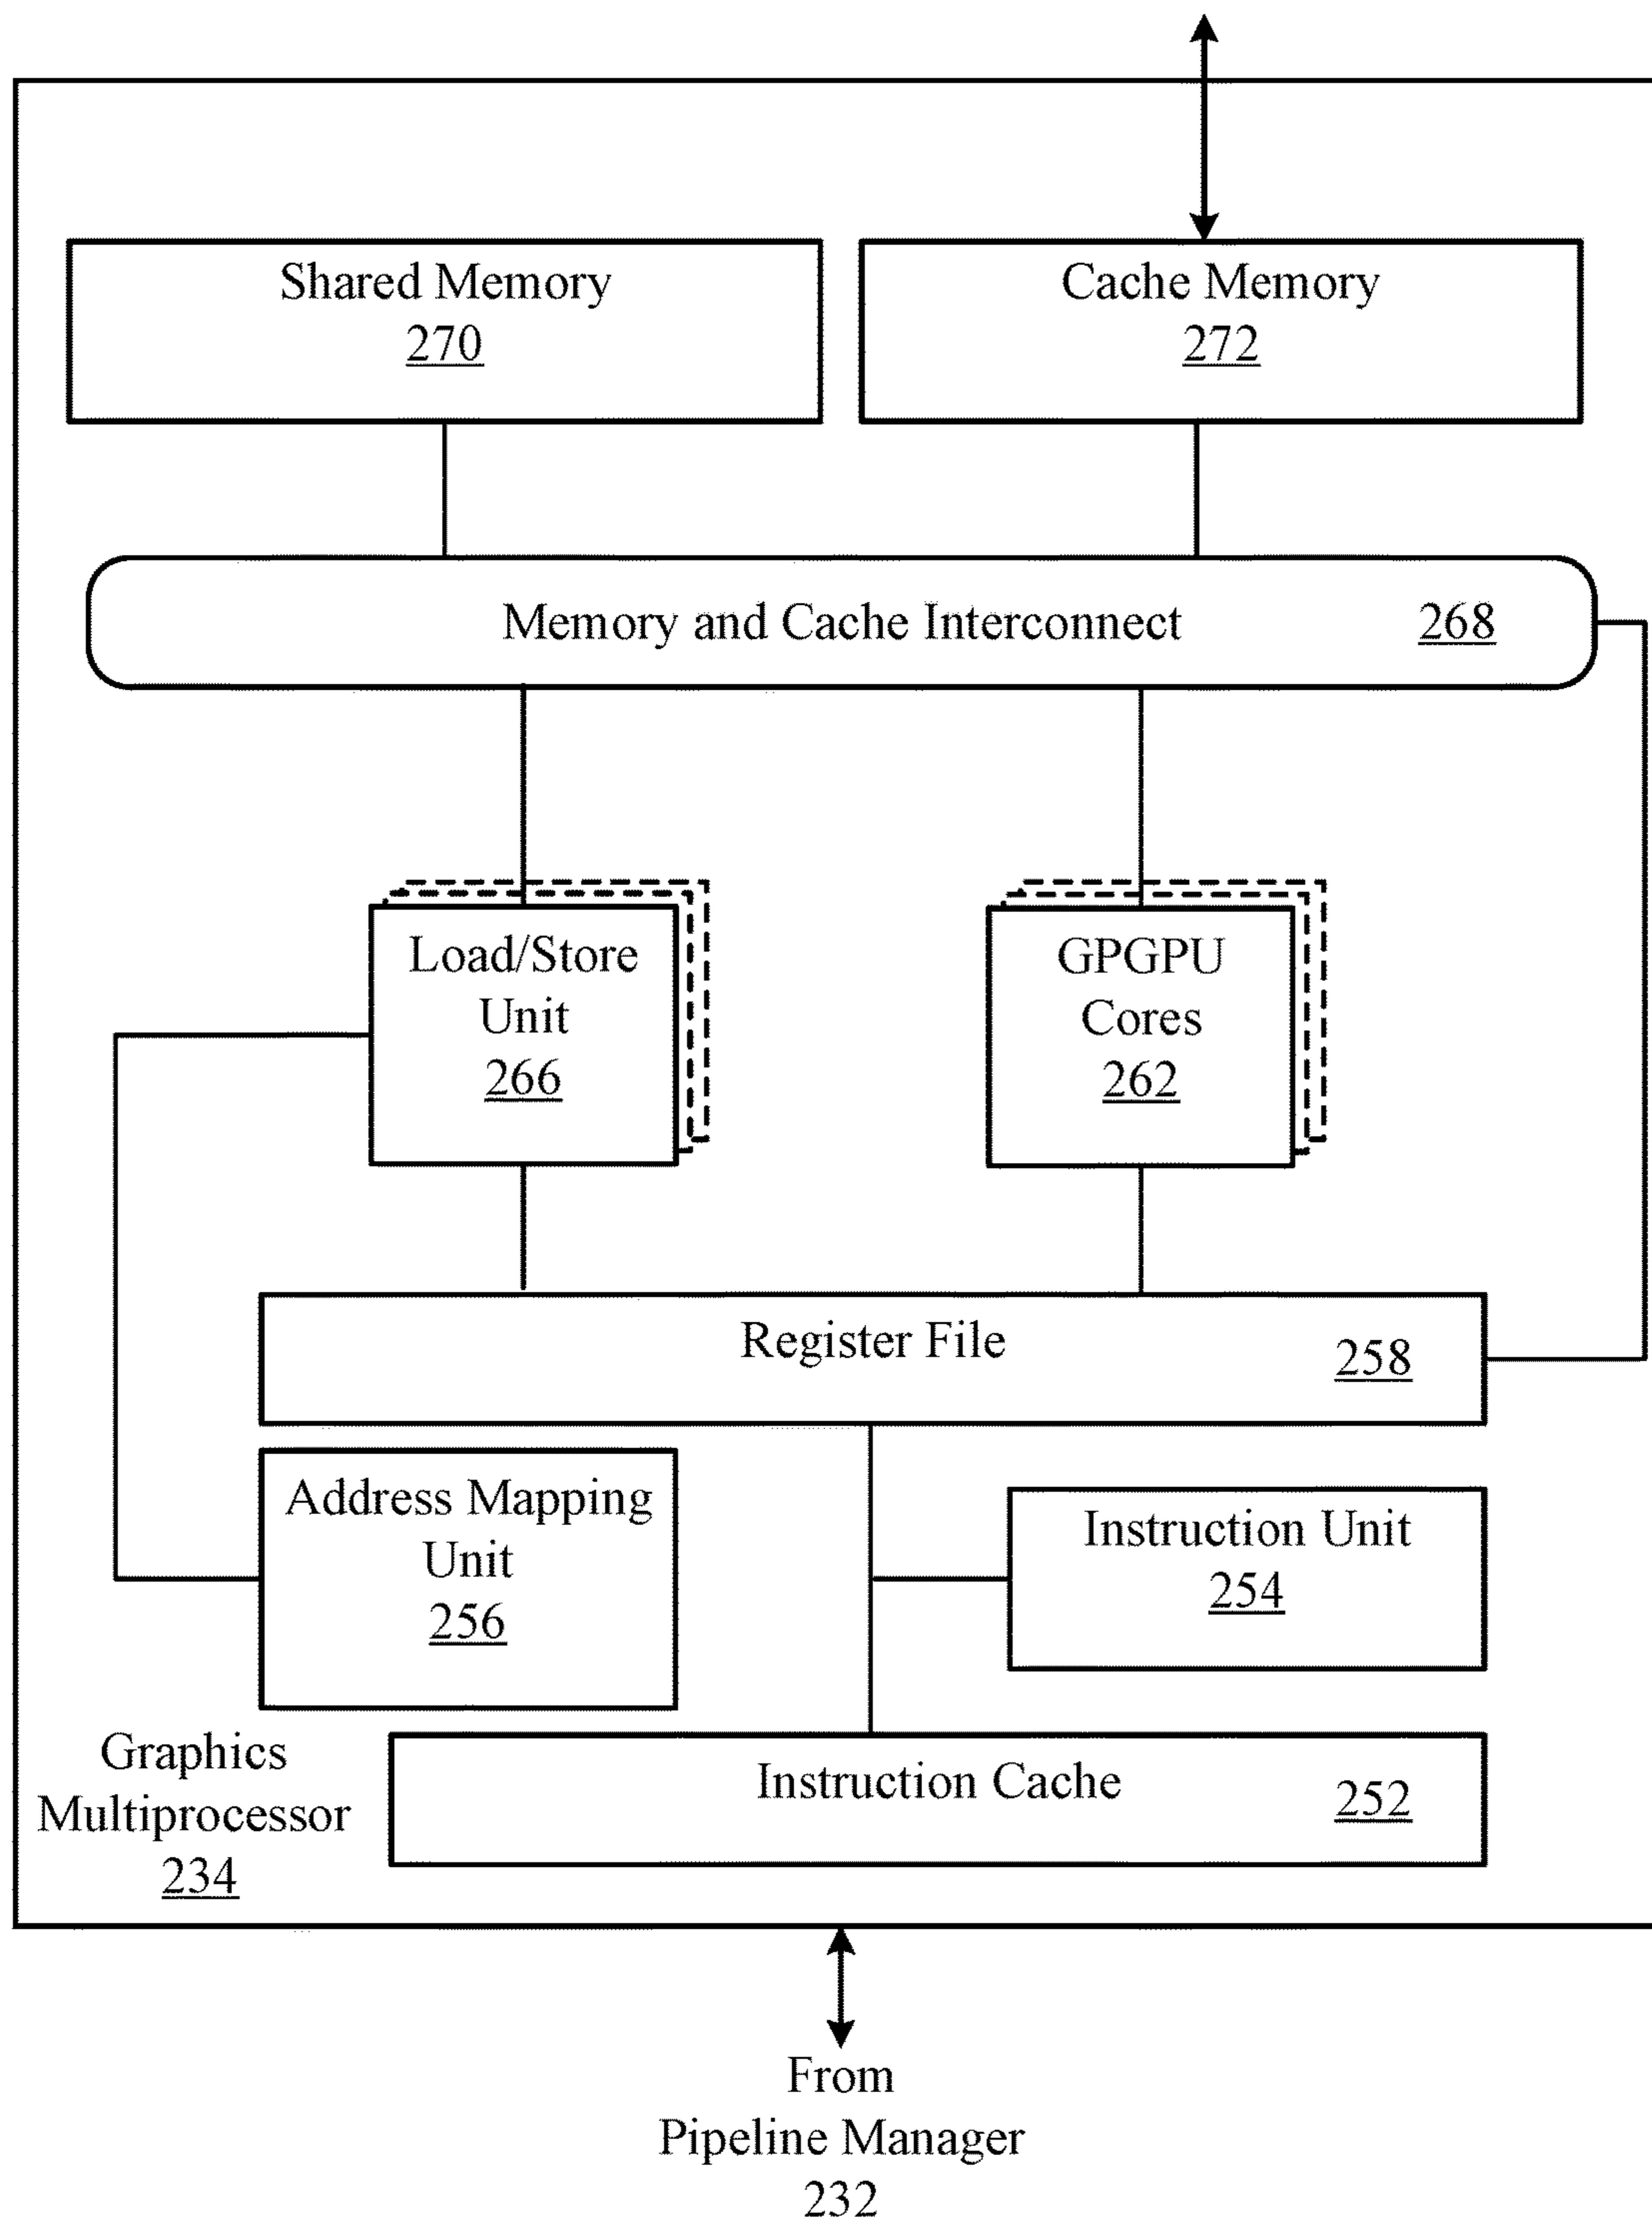 Shared Memory
270
Cache Memory
272
Memory and Cache Interconnect 268
Load/Store
Unit
266
GPGPU
Cores
262
Register File 258
Address Mapping
Unit
256
Instruction Unit
254
Graphics
Multiprocessor
234
Instruction Cache 252
From
Pipeline Manager
232